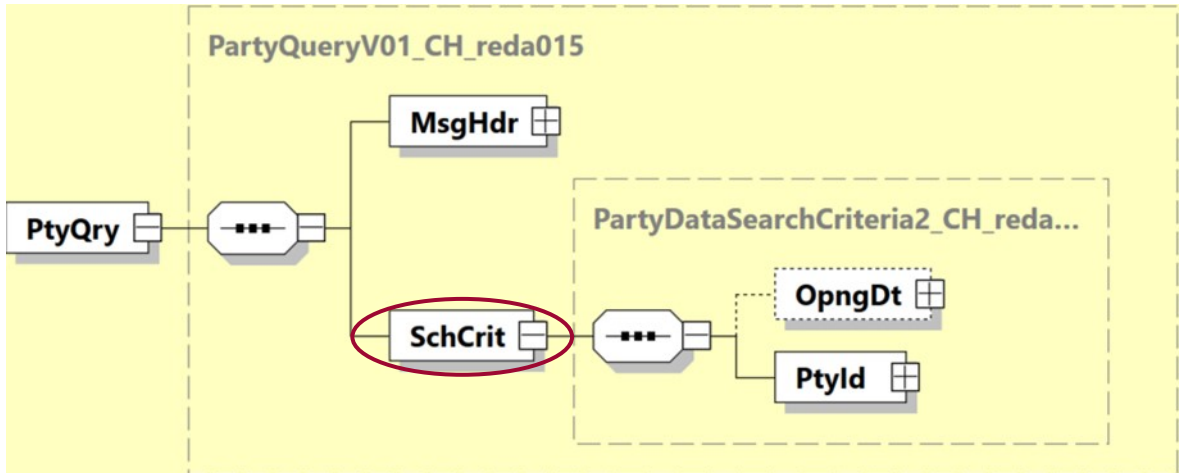 PartyQueryV01_CH_reda015
MsgHdr
PtyQry
PartyDataSearchCriteria2_CH_reda...
OpngDt
SchCrit
PtyId